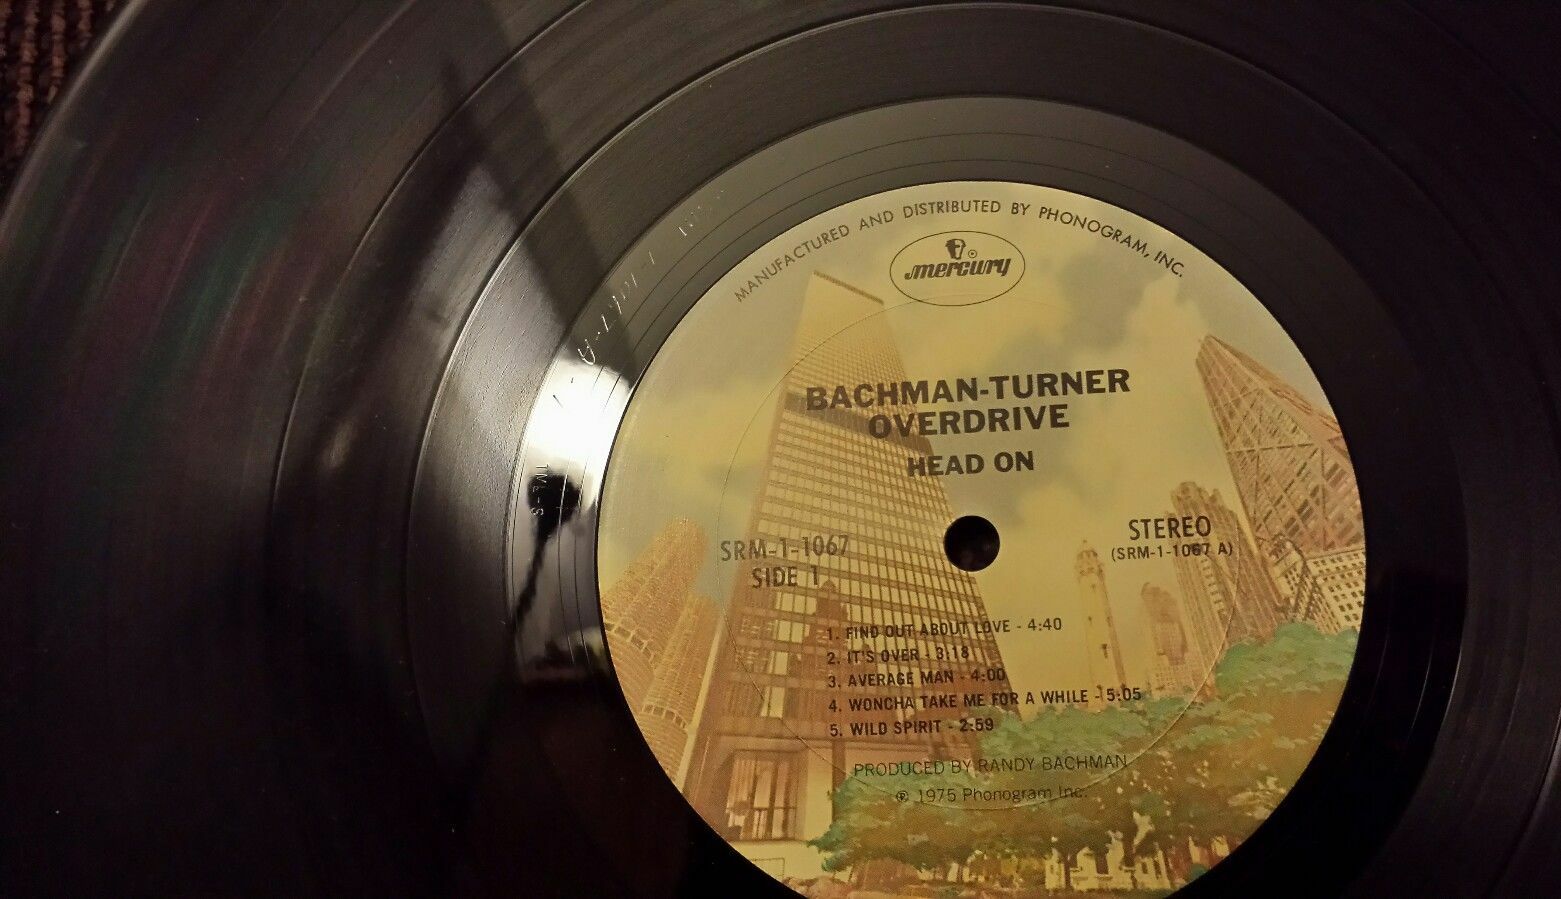 MANUFACTURED AND DISTRIBUTED BY PHONOGRAM, INC.
mercury
BACHMAN-TURNER
OVERDRIVE
HEAD ON
SRM-1-1067
SIDE 1
STEREO
(SRM-1-1067 A)
1. FIND OUT ABOUT LOVE - 4:40
2. IT'S OVER - 3:18
3. AVERAGE MAN - 4:00
4. WONCHA TAKE ME FOR A WHILE - 5:05
5. WILD SPIRIT - 2:59
PRODUCED BY RANDY BACHMAN
℗ 1975 Phonogram Inc.